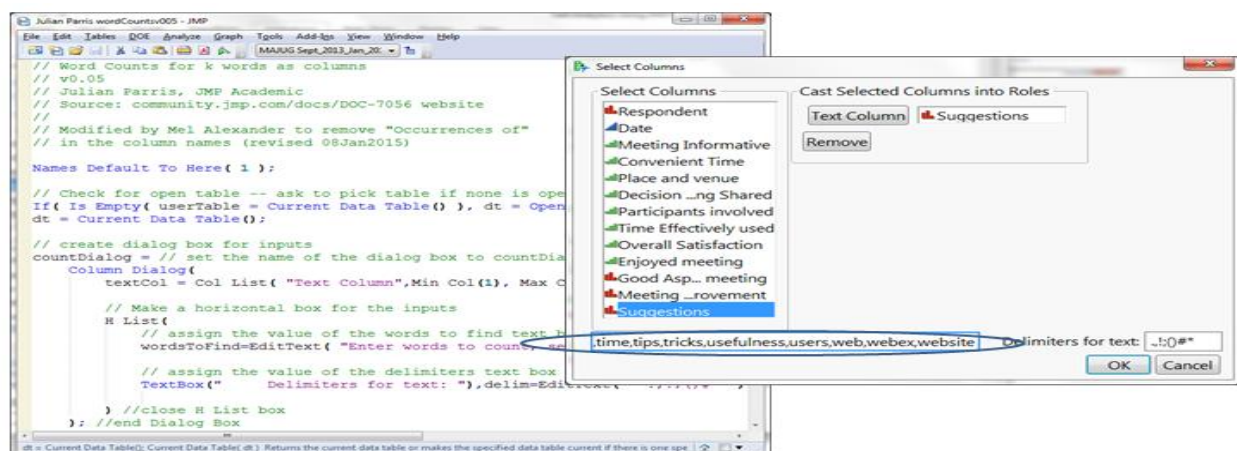 Julian Parris wordCountsv005 - JMP
File Edit Tables DOE Analyze Graph Tools Add-Ins View Window Help
MAJUG Sept_2013_Jan_20
// Word Counts for k words as columns
// v0.05
// Julian Parris, JMP Academic
// Source: community.jmp.com/docs/DOC-7056 website
//
// Modified by Mel Alexander to remove "Occurrences of"
// in the column names (revised 08Jan2015)
Names Default To Here( 1 );
// Check for open table -- ask to pick table if none is ope
If( Is Empty( userTable = Current Data Table() ), dt = Open
dt = Current Data Table();
// create dialog box for inputs
countDialog = // set the name of the dialog box to countDia
Column Dialog(
textCol = Col List( "Text Column",Min Col(1), Max C
// Make a horizontal box for the inputs
H List(
// assign the value of the words to find text b
wordsToFind=EditText( "Enter words to count, se
// assign the value of the delimiters text box
TextBox(" Delimiters for text: "),delim=EditText(
) //close H List box
); //end Dialog Box
dt = Current Data Table(); Current Data Table( dt ) Returns the current data table or makes the specified data table current if there is one spe
Select Columns
Select Columns
Respondent
Date
Meeting Informative
Convenient Time
Place and venue
Decision ...ng Shared
Participants involved
Time Effectively used
Overall Satisfaction
Enjoyed meeting
Good Asp... meeting
Meeting ...rovement
Suggestions
Cast Selected Columns into Roles
Text Column Suggestions
Remove
,time,tips,tricks,usefulness,users,web,webex,website Delimiters for text:
OK Cancel